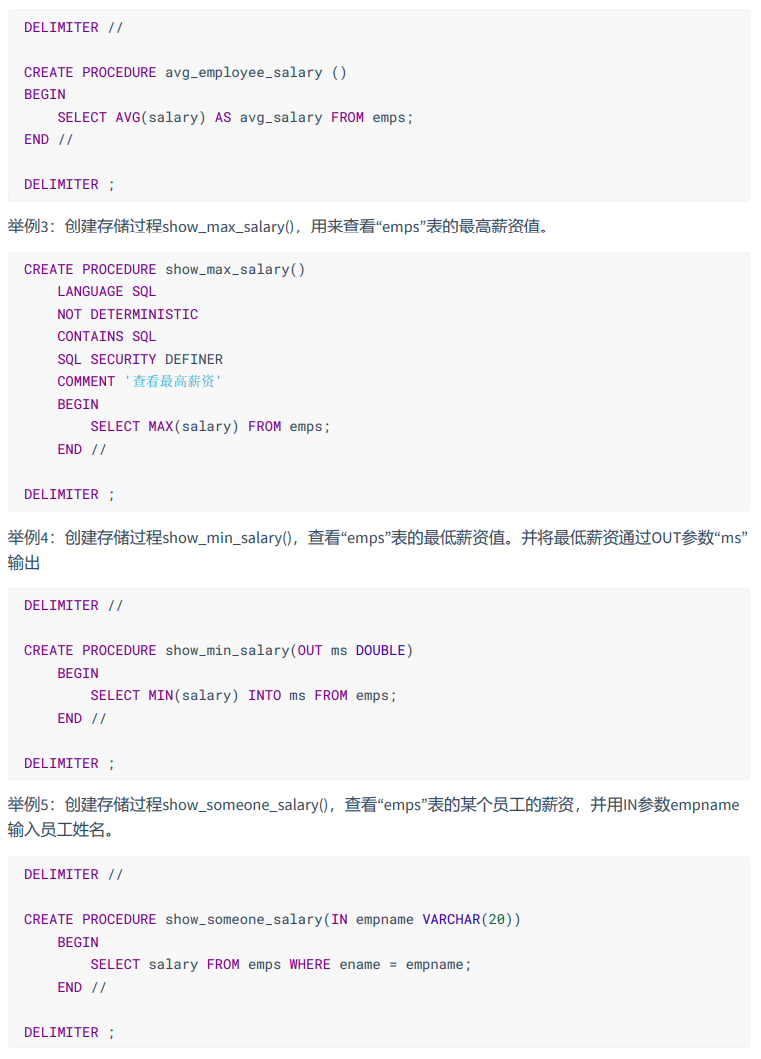 DELIMITER //
CREATE PROCEDURE avg_employee_salary ()
BEGIN
    SELECT AVG(salary) AS avg_salary FROM emps;
END //
DELIMITER ;
举例3：创建存储过程show_max_salary()，用来查看“emps”表的最高薪资值。
CREATE PROCEDURE show_max_salary()
    LANGUAGE SQL
    NOT DETERMINISTIC
    CONTAINS SQL
    SQL SECURITY DEFINER
    COMMENT '查看最高薪资'
    BEGIN
        SELECT MAX(salary) FROM emps;
    END //
DELIMITER ;
举例4：创建存储过程show_min_salary()，查看“emps”表的最低薪资值。并将最低薪资通过OUT参数“ms”
输出
DELIMITER //
CREATE PROCEDURE show_min_salary(OUT ms DOUBLE)
    BEGIN
        SELECT MIN(salary) INTO ms FROM emps;
    END //
DELIMITER ;
举例5：创建存储过程show_someone_salary()，查看“emps”表的某个员工的薪资，并用IN参数empname
输入员工姓名。
DELIMITER //
CREATE PROCEDURE show_someone_salary(IN empname VARCHAR(20))
    BEGIN
        SELECT salary FROM emps WHERE ename = empname;
    END //
DELIMITER ;